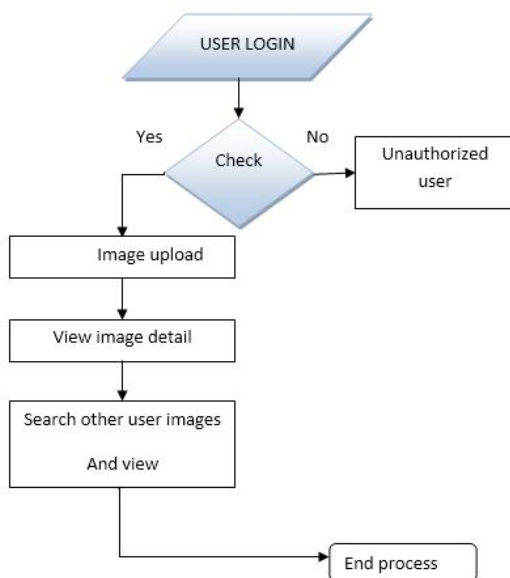 USER LOGIN
Yes
No
Check
Unauthorized
user
Image upload
View image detail
Search other user images
And view
End process